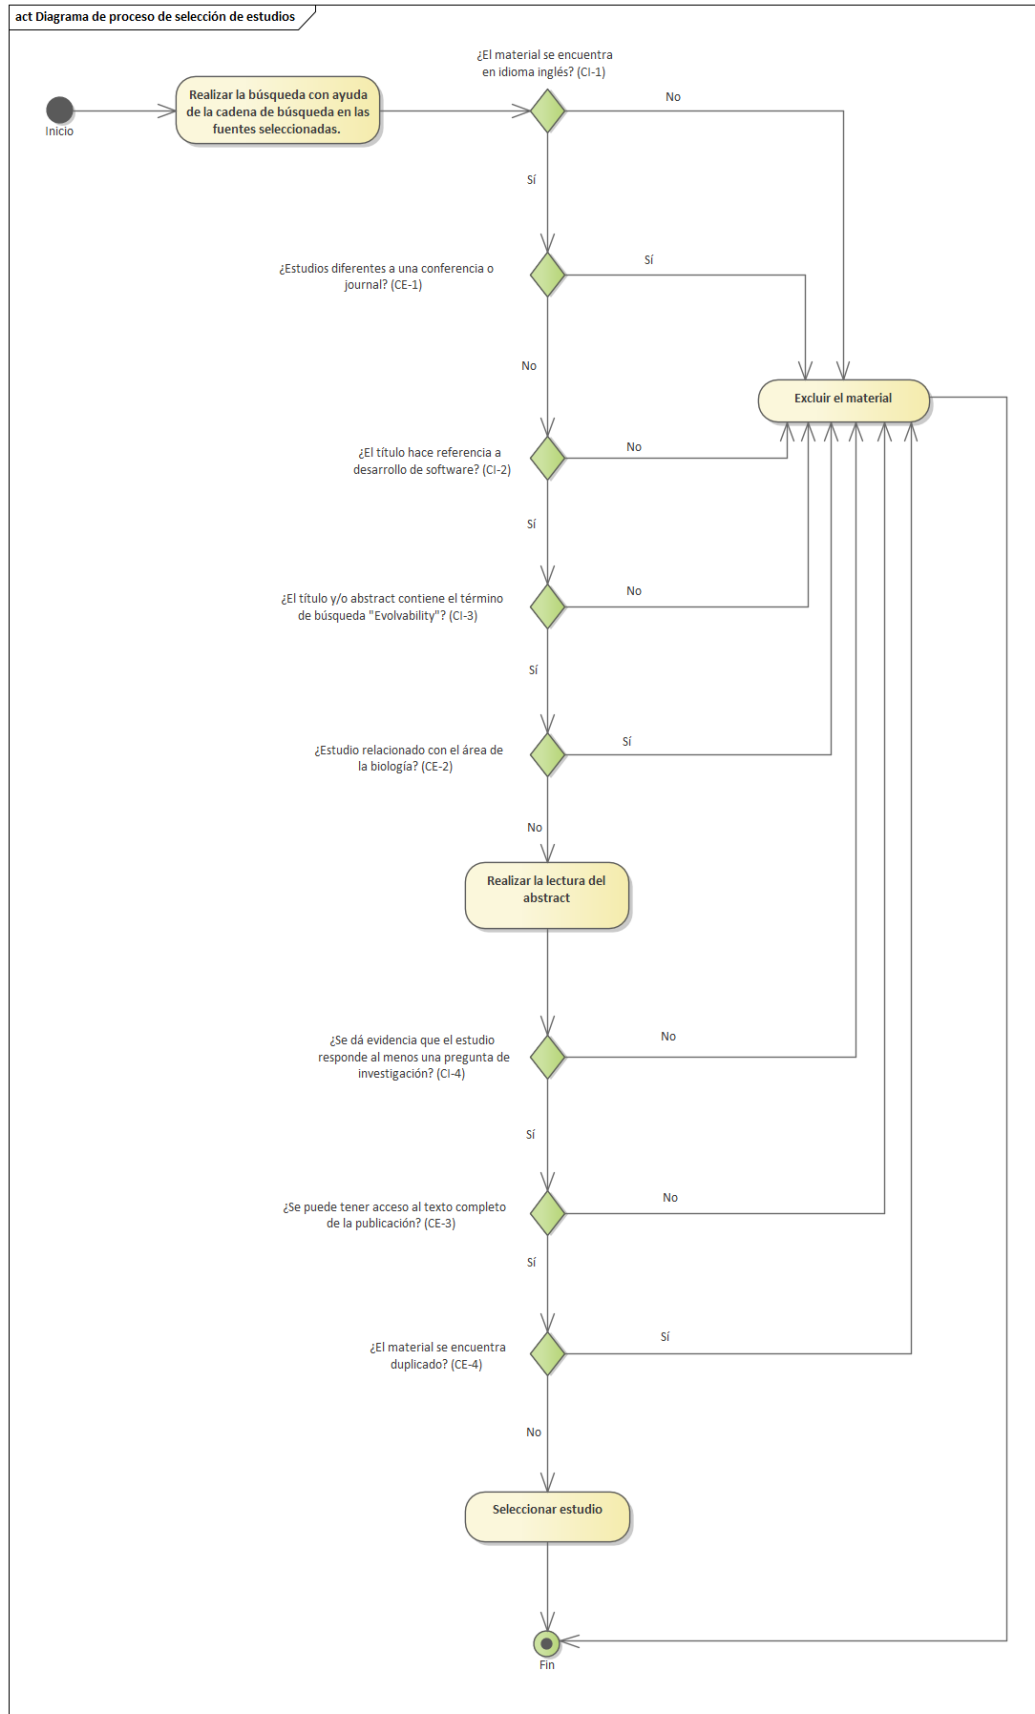 act Diagrama de proceso de selección de estudios
¿El material se encuentra
en idioma inglés? (CI-1)
No
Inicio
Realizar la búsqueda con ayuda
de la cadena de búsqueda en las
fuentes seleccionadas.
Sí
¿Estudios diferentes a una conferencia o
journal? (CE-1)
Sí
No
Excluir el material
¿El título hace referencia a
desarrollo de software? (CI-2)
No
Sí
¿El título y/o abstract contiene el término
de búsqueda "Evolvability"? (CI-3)
No
Sí
¿Estudio relacionado con el área de
la biología? (CE-2)
Sí
No
Realizar la lectura del
abstract
¿Se dá evidencia que el estudio
responde al menos una pregunta de
investigación? (CI-4)
No
Sí
¿Se puede tener acceso al texto completo
de la publicación? (CE-3)
No
Sí
¿El material se encuentra
duplicado? (CE-4)
Sí
No
Seleccionar estudio
Fin